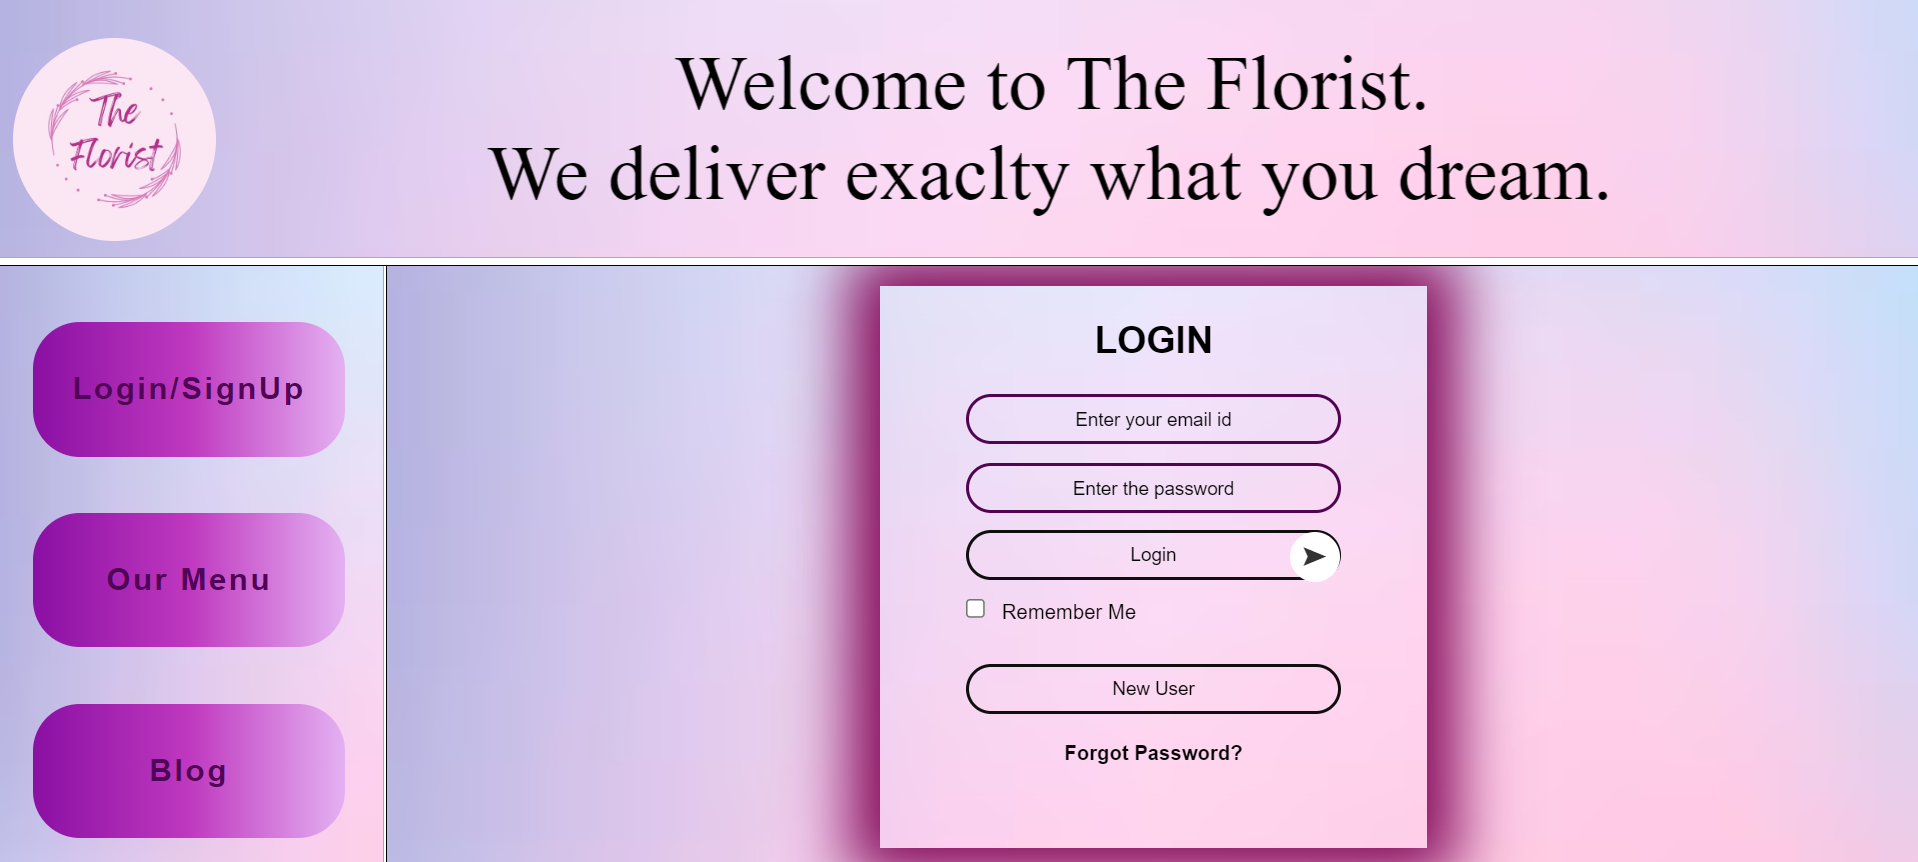 The
Florist
Welcome to The Florist.
We deliver exaclty what you dream.
Login/SignUp
Our Menu
Blog
LOGIN
Enter your email id
Enter the password
Login
Remember Me
New User
Forgot Password?